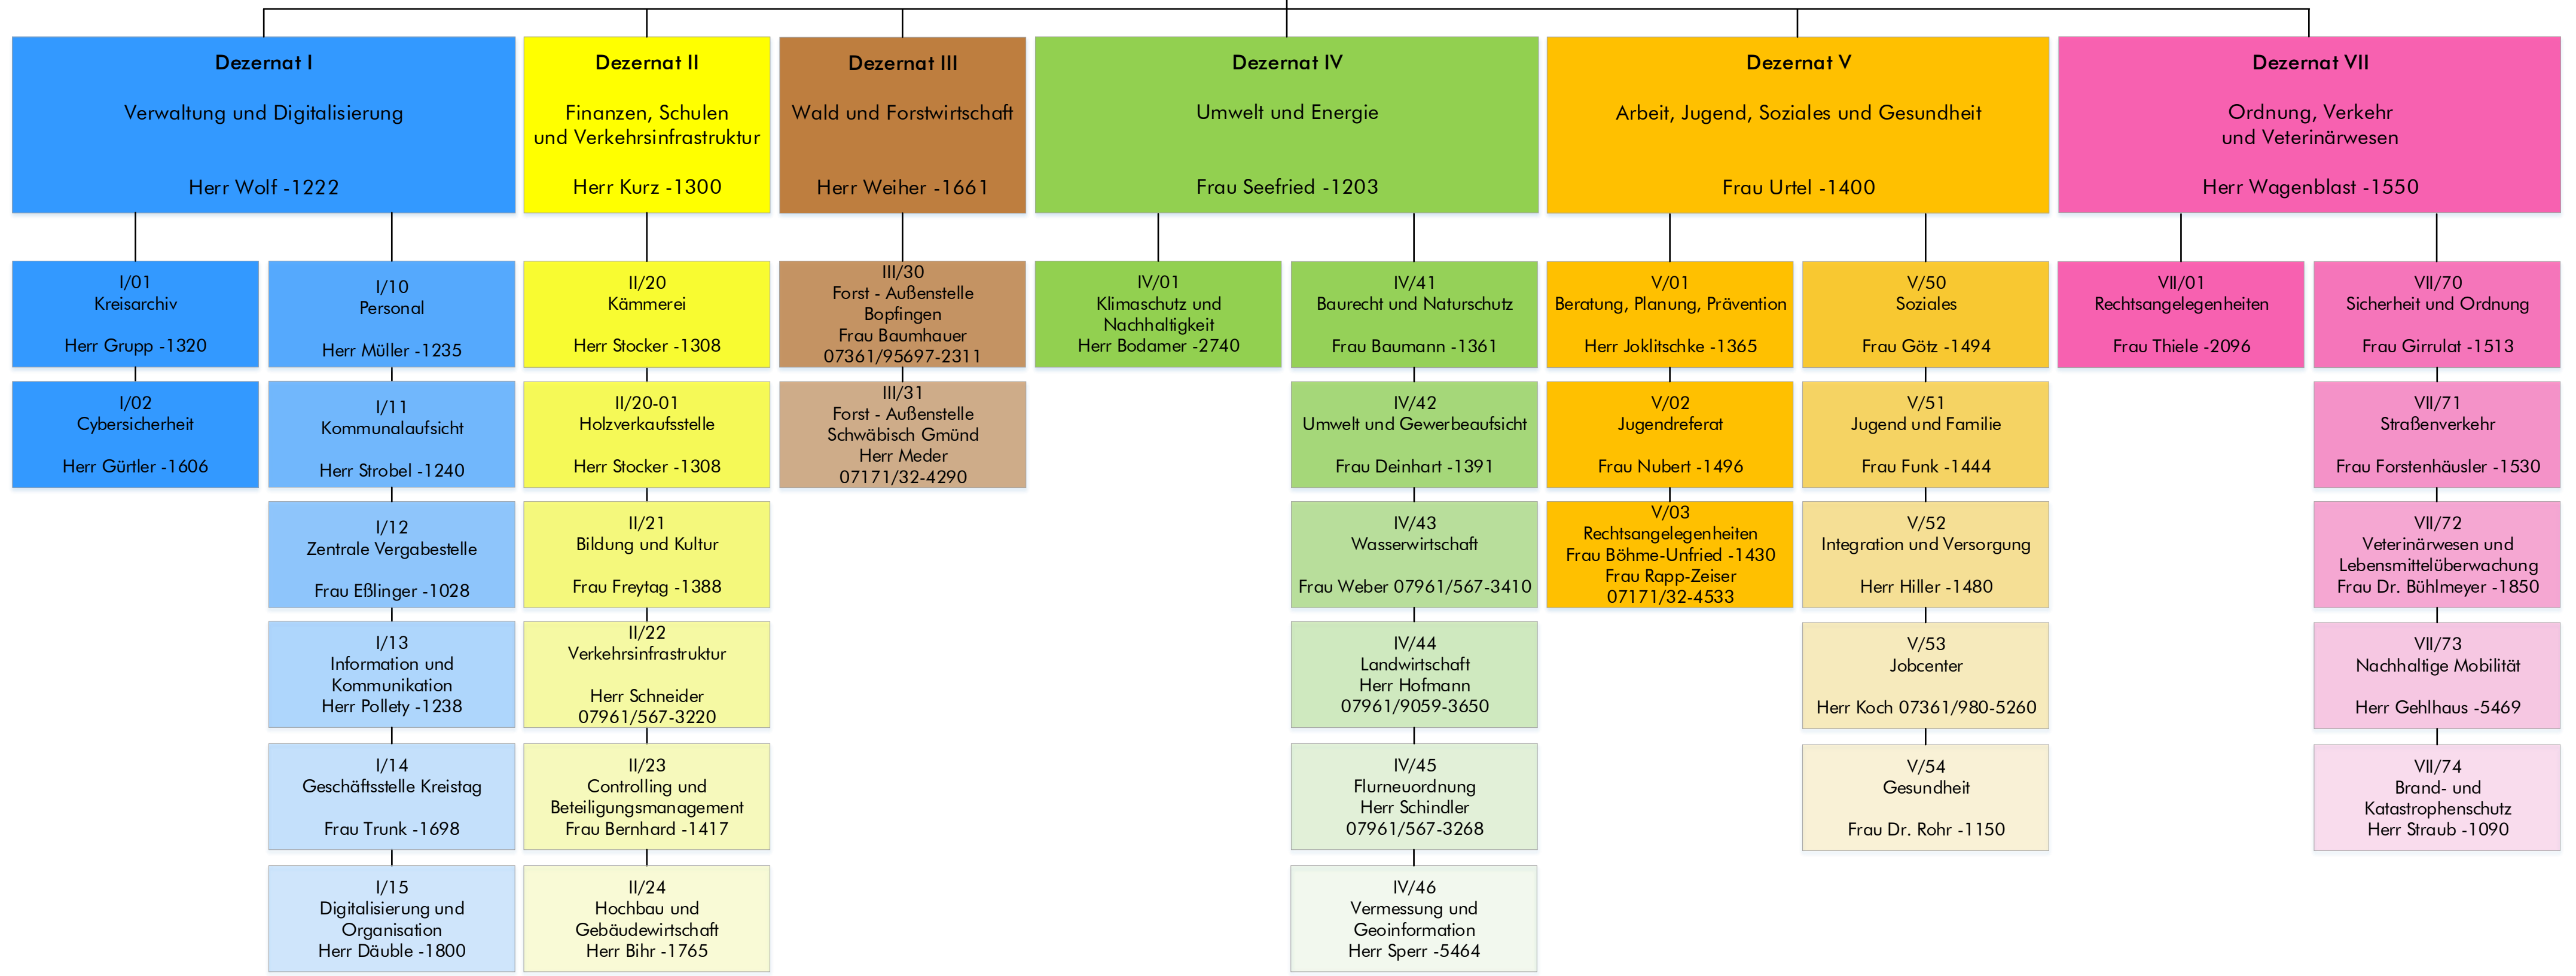 Dezernat I
Verwaltung und Digitalisierung
Herr Wolf -1222
I/01
Kreisarchiv
Herr Grupp -1320
I/02
Cybersicherheit
Herr Gürtler -1606
I/10
Personal
Herr Müller -1235
I/11
Kommunalaufsicht
Herr Strobel -1240
I/12
Zentrale Vergabestelle
Frau Eßlinger -1028
I/13
Information und
Kommunikation
Herr Pollety -1238
I/14
Geschäftsstelle Kreistag
Frau Trunk -1698
I/15
Digitalisierung und
Organisation
Herr Däuble -1800
Dezernat II
Finanzen, Schulen
und Verkehrsinfrastruktur
Herr Kurz -1300
II/20
Kämmerei
Herr Stocker -1308
II/20-01
Holzverkaufsstelle
Herr Stocker -1308
II/21
Bildung und Kultur
Frau Freytag -1388
II/22
Verkehrsinfrastruktur
Herr Schneider
07961/567-3220
II/23
Controlling und
Beteiligungsmanagement
Frau Bernhard -1417
II/24
Hochbau und
Gebäudewirtschaft
Herr Bihr -1765
Dezernat III
Wald und Forstwirtschaft
Herr Weiher -1661
III/30
Forst - Außenstelle
Bopfingen
Frau Baumhauer
07361/95697-2311
III/31
Forst - Außenstelle
Schwäbisch Gmünd
Herr Meder
07171/32-4290
Dezernat IV
Umwelt und Energie
Frau Seefried -1203
IV/01
Klimaschutz und
Nachhaltigkeit
Herr Bodamer -2740
IV/41
Baurecht und Naturschutz
Frau Baumann -1361
IV/42
Umwelt und Gewerbeaufsicht
Frau Deinhart -1391
IV/43
Wasserwirtschaft
Frau Weber 07961/567-3410
IV/44
Landwirtschaft
Herr Hofmann
07961/9059-3650
IV/45
Flurneuordnung
Herr Schindler
07961/567-3268
IV/46
Vermessung und
Geoinformation
Herr Sperr -5464
Dezernat V
Arbeit, Jugend, Soziales und Gesundheit
Frau Urtel -1400
V/01
Beratung, Planung, Prävention
Herr Joklitschke -1365
V/02
Jugendreferat
Frau Nubert -1496
V/03
Rechtsangelegenheiten
Frau Böhme-Unfried -1430
Frau Rapp-Zeiser
07171/32-4533
V/50
Soziales
Frau Götz -1494
V/51
Jugend und Familie
Frau Funk -1444
V/52
Integration und Versorgung
Herr Hiller -1480
V/53
Jobcenter
Herr Koch 07361/980-5260
V/54
Gesundheit
Frau Dr. Rohr -1150
Dezernat VII
Ordnung, Verkehr
und Veterinärwesen
Herr Wagenblast -1550
VII/01
Rechtsangelegenheiten
Frau Thiele -2096
VII/70
Sicherheit und Ordnung
Frau Girrulat -1513
VII/71
Straßenverkehr
Frau Forstenhäusler -1530
VII/72
Veterinärwesen und
Lebensmittelüberwachung
Frau Dr. Bühlmeyer -1850
VII/73
Nachhaltige Mobilität
Herr Gehlhaus -5469
VII/74
Brand- und
Katastrophenschutz
Herr Straub -1090